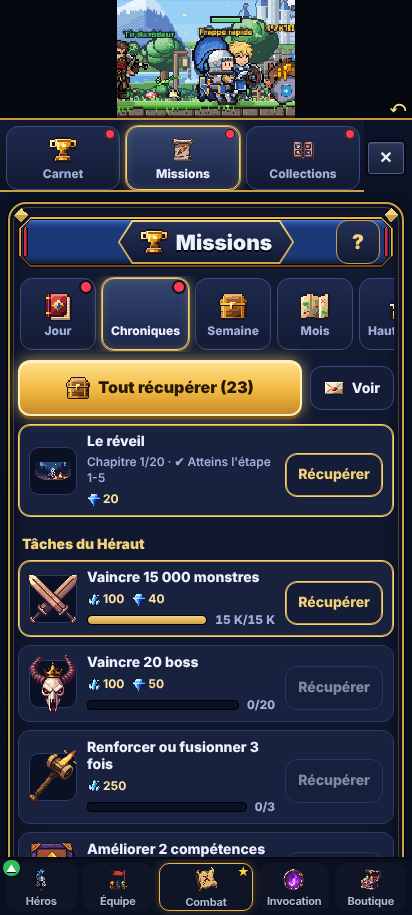 Frappe rapide
Carnet
Missions
Collections
×
Missions
?
Jour
Chroniques
Semaine
Mois
Haut
Tout récupérer (23)
Voir
Le réveil
Chapitre 1/20 · ✔ Atteins l'étape
1-5
20
Récupérer
Tâches du Héraut
Vaincre 15 000 monstres
100 40
15 K/15 K
Récupérer
Vaincre 20 boss
100 50
0/20
Récupérer
Renforcer ou fusionner 3
fois
250
0/3
Récupérer
Améliorer 2 compétences
Héros
Équipe
Combat
Invocation
Boutique